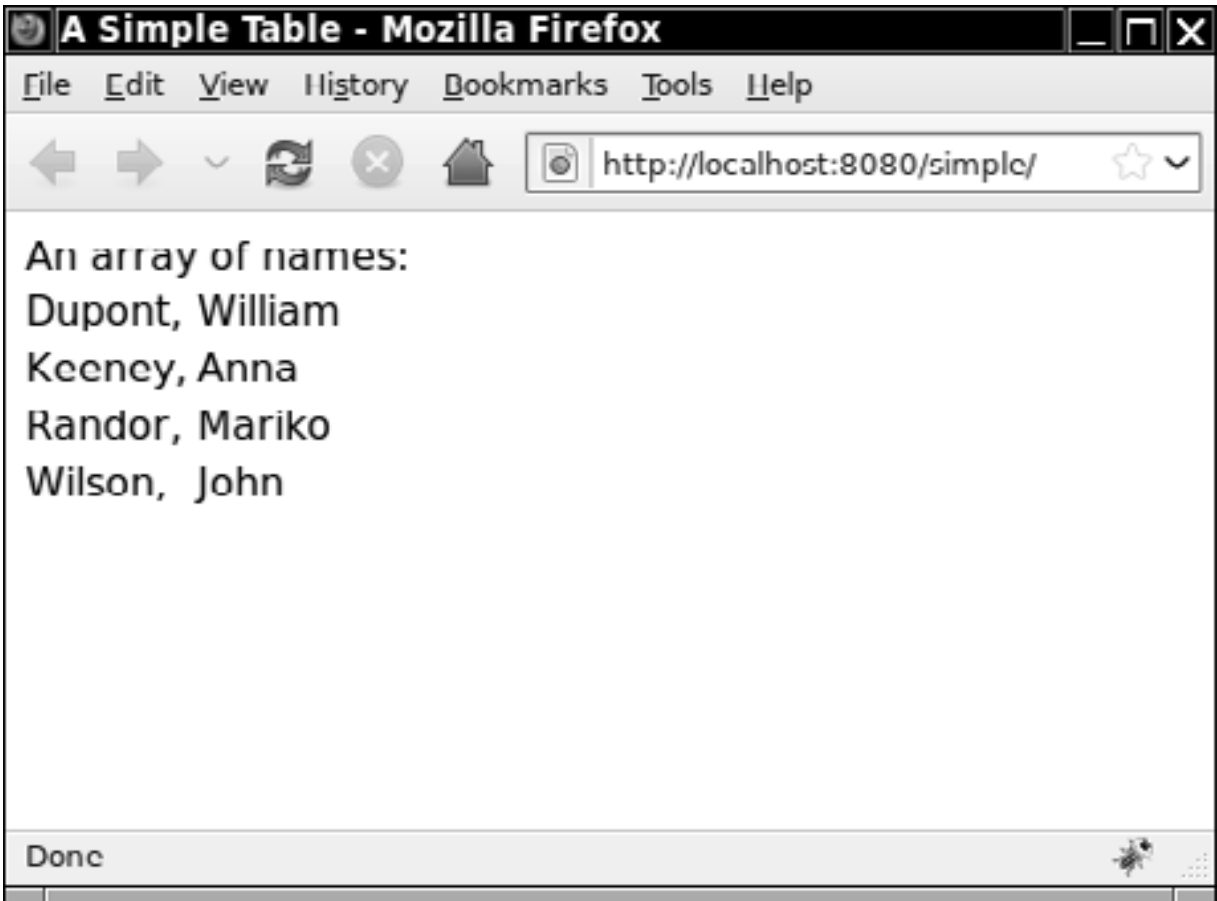 A Simple Table - Mozilla Firefox
File Edit View History Bookmarks Tools Help
http://localhost:8080/simple/
An array of names:
Dupont, William
Keeney, Anna
Randor, Mariko
Wilson, John
Done